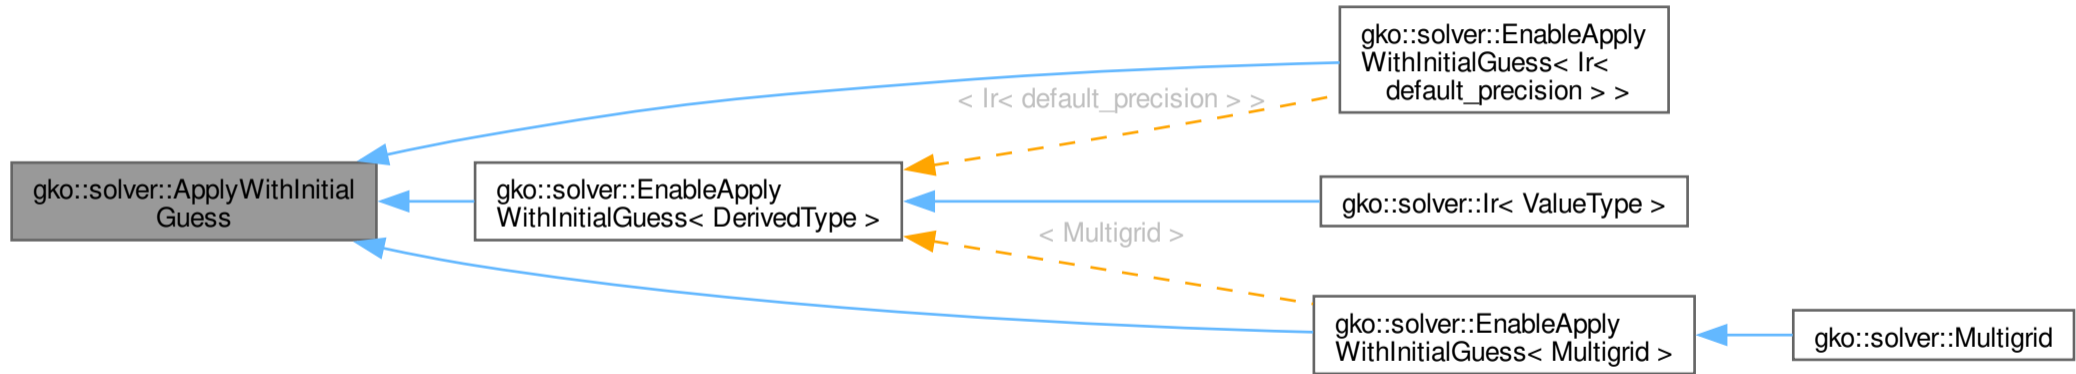 gko::solver::EnableApply
WithInitialGuess< Ir<
default_precision > >
< Ir< default_precision > >
gko::solver::ApplyWithInitial
Guess
gko::solver::EnableApply
WithInitialGuess< DerivedType >
gko::solver::Ir< ValueType >
< Multigrid >
gko::solver::EnableApply
WithInitialGuess< Multigrid >
gko::solver::Multigrid